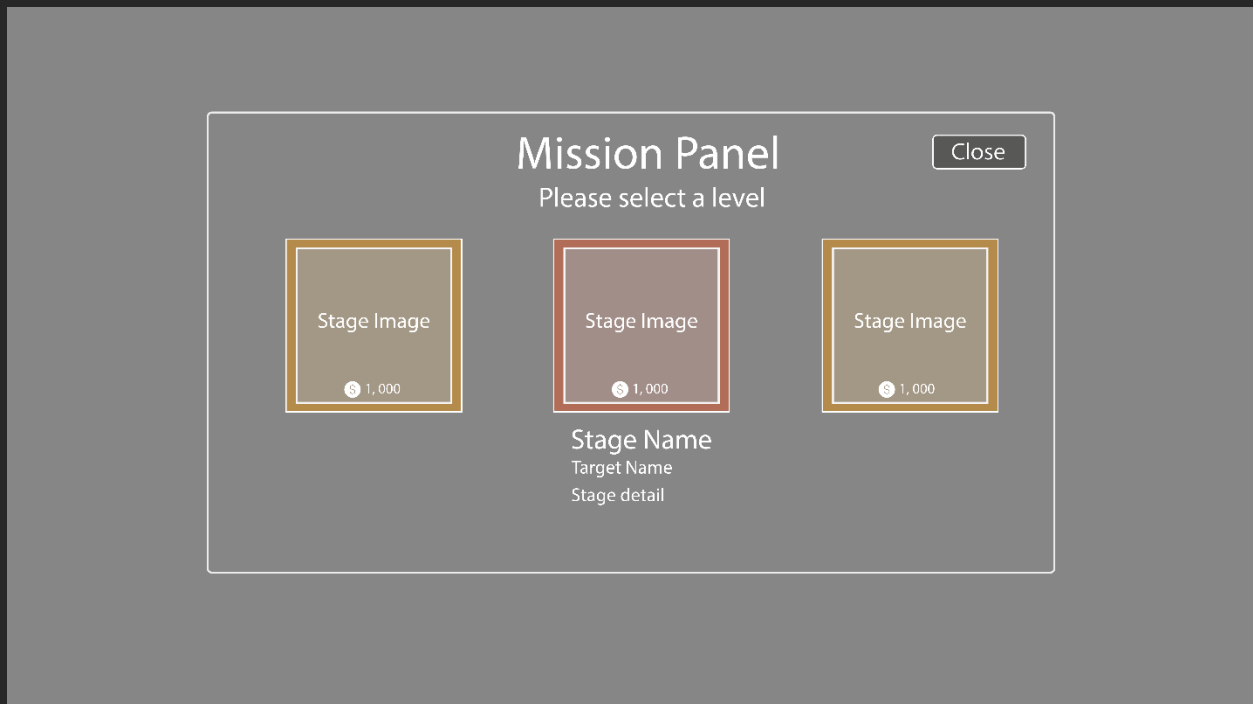 Mission Panel
Close
Please select a level
Stage Image
Stage Image
Stage Image
S 1, 000
S 1, 000
S 1, 000
Stage Name
Target Name
Stage detail